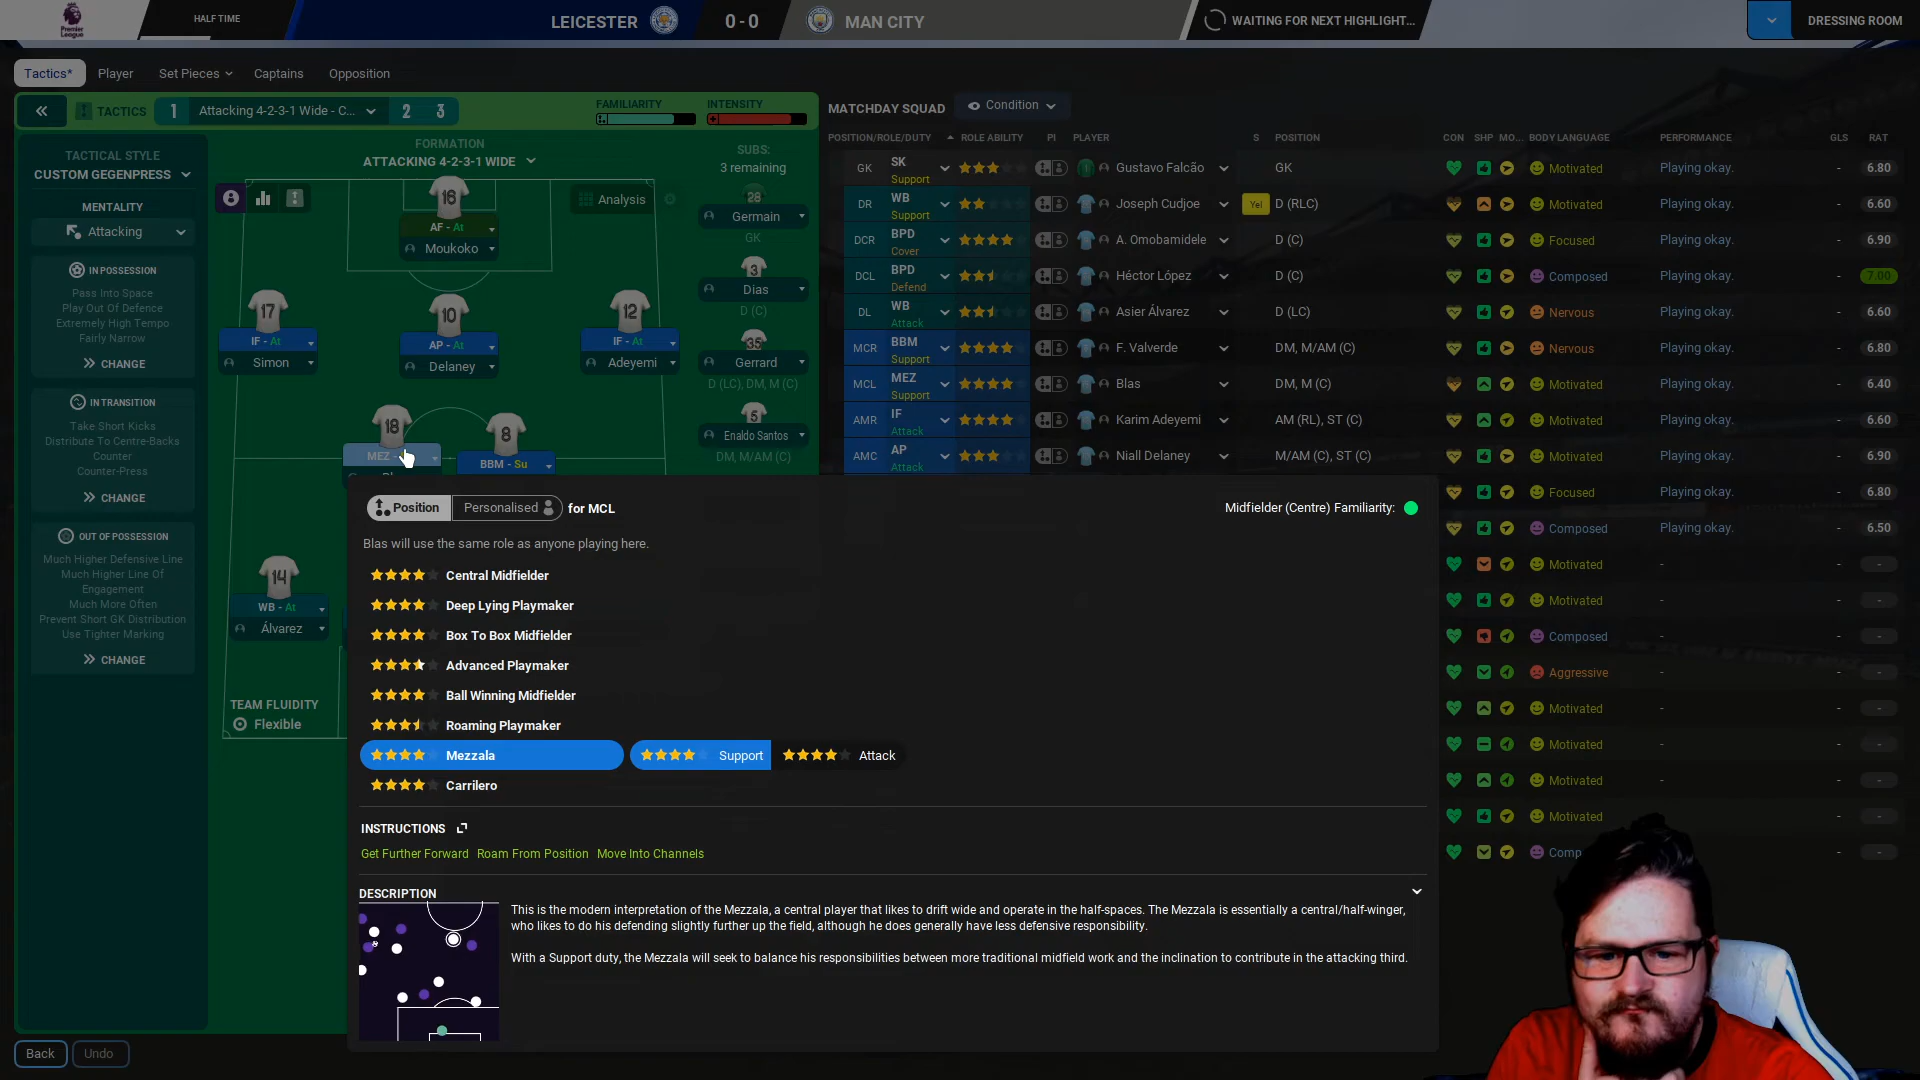 HALF TIME
LEICESTER 0 - 0 MAN CITY
WAITING FOR NEXT HIGHLIGHT...
DRESSING ROOM
Premier League
Tactics* Player Set Pieces Captains Opposition
TACTICS 1 Attacking 4-2-3-1 Wide - C... 2 3
FAMILIARITY INTENSITY
TACTICAL STYLE
CUSTOM GEGENPRESS
MENTALITY
Attacking
IN POSSESSION
Pass Into Space
Play Out Of Defence
Extremely High Tempo
Fairly Narrow
CHANGE
IN TRANSITION
Take Short Kicks
Distribute To Centre-Backs
Counter
Counter-Press
CHANGE
OUT OF POSSESSION
Much Higher Defensive Line
Much Higher Line Of
Engagement
Much More Often
Prevent Short GK Distribution
Use Tighter Marking
CHANGE
FORMATION
ATTACKING 4-2-3-1 WIDE
Analysis
16
AF - At
Moukoko
17
IF - At
Simon
10
AP - At
Delaney
12
IF - At
Adeyemi
18
MEZ -
8
BBM - Su
14
WB - At
Álvarez
TEAM FLUIDITY
Flexible
SUBS:
3 remaining
28
Germain
GK
3
Dias
D (C)
35
Gerrard
D (LC), DM, M (C)
5
Enaldo Santos
DM, M/AM (C)
MATCHDAY SQUAD Condition
POSITION/ROLE/DUTY ROLE ABILITY PI PLAYER S POSITION CON SHP MO... BODY LANGUAGE PERFORMANCE GLS RAT
GK SK Support Gustavo Falcão GK Motivated Playing okay. - 6.80
DR WB Support Joseph Cudjoe Yel D (RLC) Motivated Playing okay. - 6.60
DCR BPD Cover A. Omobamidele D (C) Focused Playing okay. - 6.90
DCL BPD Defend Héctor López D (C) Composed Playing okay. - 7.00
DL WB Attack Asier Álvarez D (LC) Nervous Playing okay. - 6.60
MCR BBM Support F. Valverde DM, M/AM (C) Nervous Playing okay. - 6.80
MCL MEZ Support Blas DM, M (C) Motivated Playing okay. - 6.40
AMR IF Attack Karim Adeyemi AM (RL), ST (C) Motivated Playing okay. - 6.60
AMC AP Attack Niall Delaney M/AM (C), ST (C) Motivated Playing okay. - 6.90
Focused Playing okay. - 6.80
Composed Playing okay. - 6.50
Motivated - - -
Motivated - - -
Composed - - -
Aggressive - - -
Motivated - - -
Motivated - - -
Motivated - - -
Motivated - -
Comp - -
Position Personalised for MCL
Midfielder (Centre) Familiarity:
Blas will use the same role as anyone playing here.
Central Midfielder
Deep Lying Playmaker
Box To Box Midfielder
Advanced Playmaker
Ball Winning Midfielder
Roaming Playmaker
Mezzala Support Attack
Carrilero
INSTRUCTIONS
Get Further Forward Roam From Position Move Into Channels
DESCRIPTION
This is the modern interpretation of the Mezzala, a central player that likes to drift wide and operate in the half-spaces. The Mezzala is essentially a central/half-winger,
who likes to do his defending slightly further up the field, although he does generally have less defensive responsibility.
With a Support duty, the Mezzala will seek to balance his responsibilities between more traditional midfield work and the inclination to contribute in the attacking third.
Back Undo